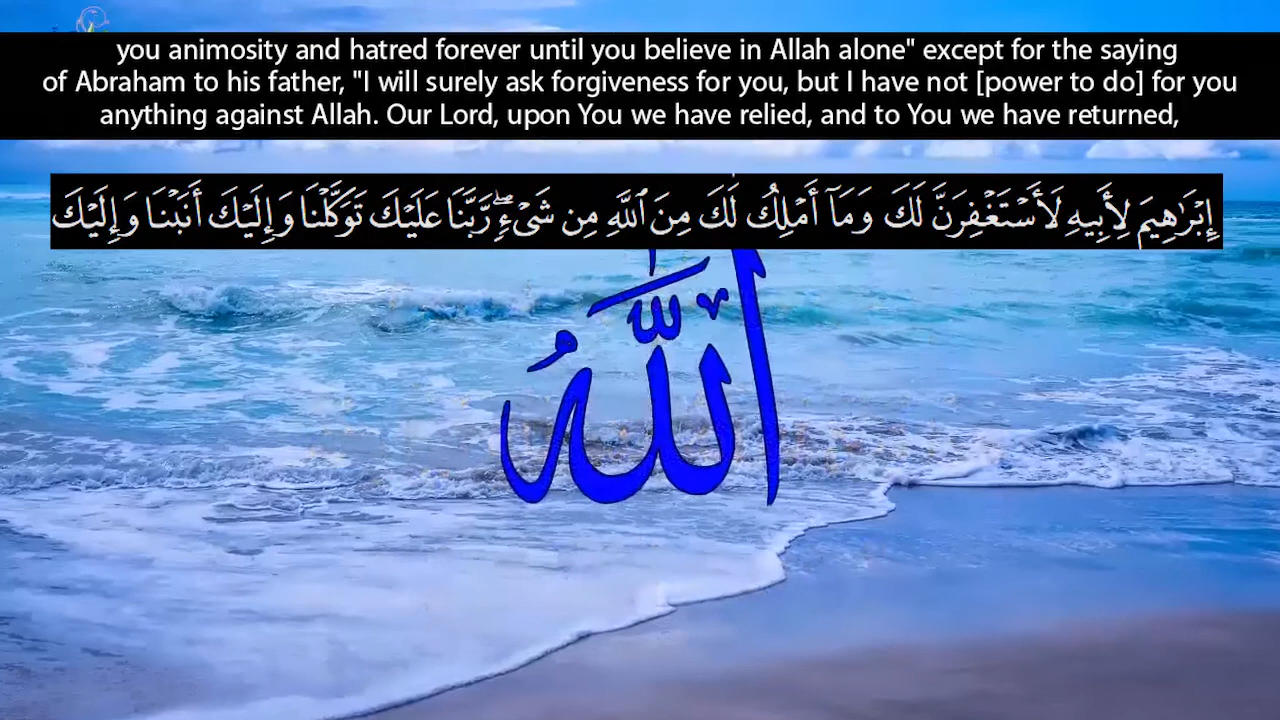 you animosity and hatred forever until you believe in Allah alone" except for the saying
of Abraham to his father, "I will surely ask forgiveness for you, but I have not [power to do] for you
anything against Allah. Our Lord, upon You we have relied, and to You we have returned,
إِبْرَٰهِيمَ لِأَبِيهِ لَأَسْتَغْفِرَنَّ لَكَ وَمَآ أَمْلِكُ لَكَ مِنَ ٱللَّهِ مِن شَىْءٍۢ ۖ رَّبَّنَا عَلَيْكَ تَوَكَّلْنَا وَإِلَيْكَ أَنَبْنَا وَإِلَيْكَ
اللّٰهُ